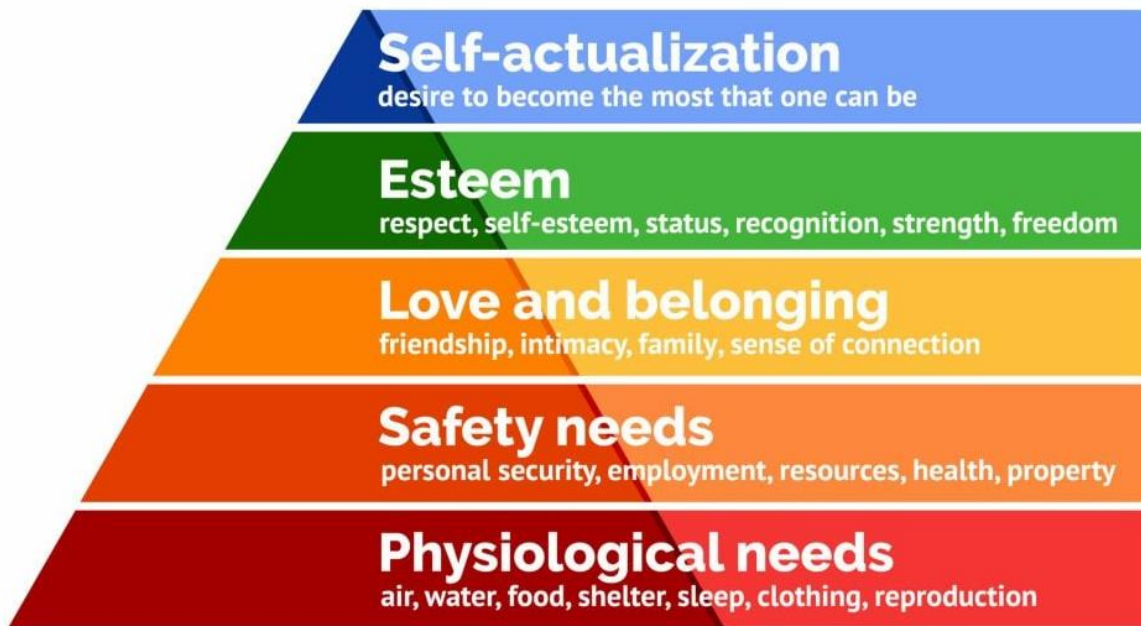 Self-actualization
desire to become the most that one can be
Esteem
respect, self-esteem, status, recognition, strength, freedom
Love and belonging
friendship, intimacy, family, sense of connection
Safety needs
personal security, employment, resources, health, property
Physiological needs
air, water, food, shelter, sleep, clothing, reproduction